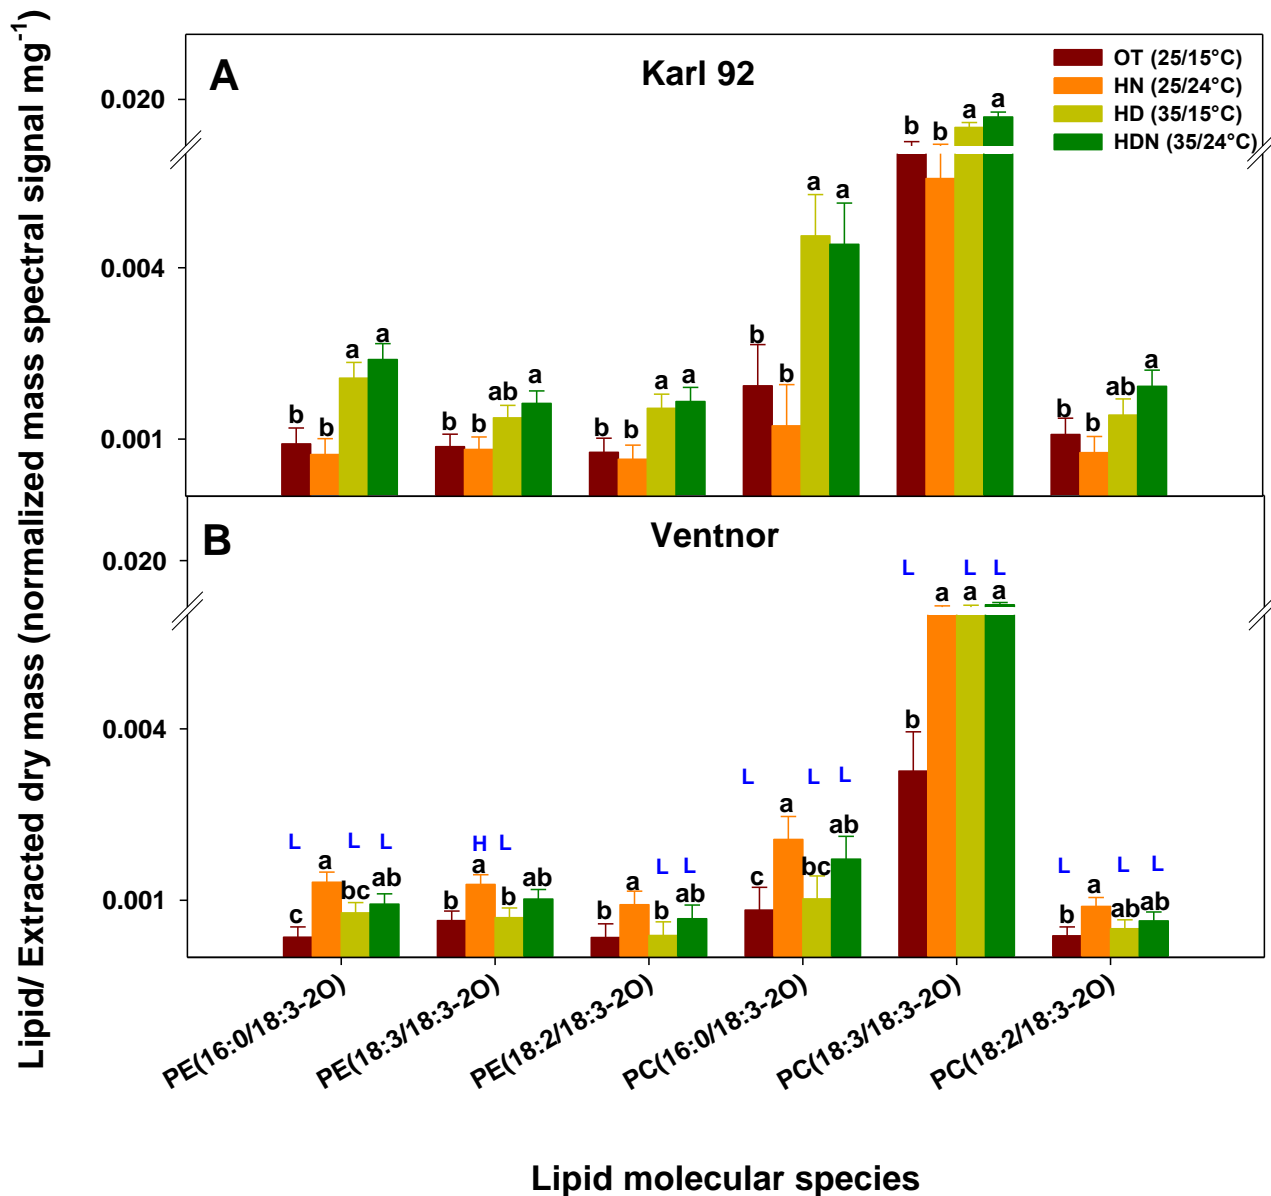 Lipid/ Extracted dry mass (normalized mass spectral signal mg-1)
A
Karl 92
OT (25/15°C)
HN (25/24°C)
HD (35/15°C)
HDN (35/24°C)
0.020
0.004
0.001
b b a a
b b ab a
b b a a
b b a a
b b a a
b b ab a
B
Ventnor
0.020
0.004
0.001
L L L
c a bc ab
H L
b a b ab
L L
b a b ab
L L L
c a bc ab
L L L
b a a a
L L L
b a ab ab
PE(16:0/18:3-2O)
PE(18:3/18:3-2O)
PE(18:2/18:3-2O)
PC(16:0/18:3-2O)
PC(18:3/18:3-2O)
PC(18:2/18:3-2O)
Lipid molecular species